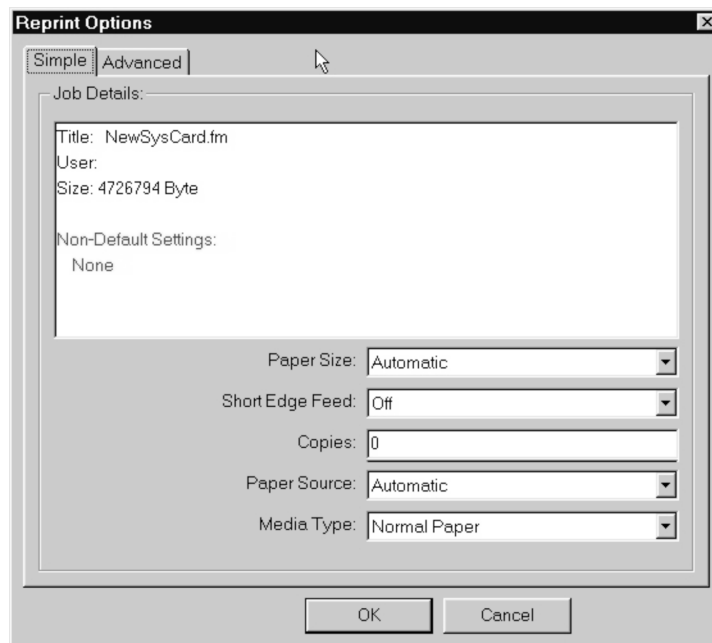 Reprint Options
Simple Advanced
Job Details:
Title: NewSysCard.fm
User:
Size: 4726794 Byte
Non-Default Settings:
None
Paper Size: Automatic
Short Edge Feed: Off
Copies: 0
Paper Source: Automatic
Media Type: Normal Paper
OK Cancel